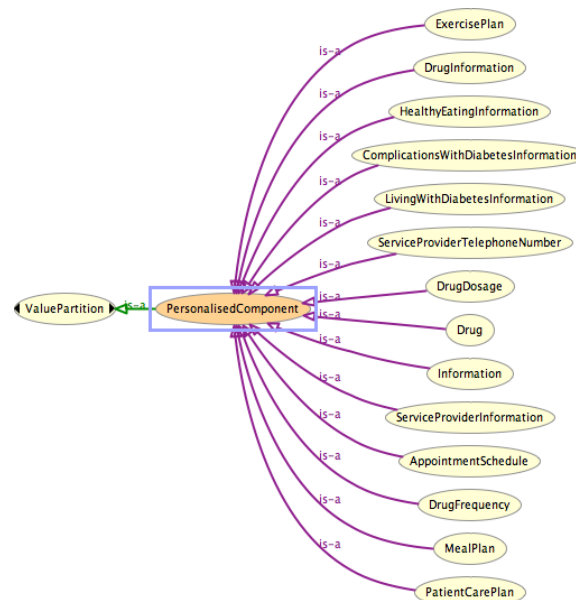 ExercisePlan
is-a
DrugInformation
is-a
HealthyEatingInformation
is-a
ComplicationsWithDiabetesInformation
is-a
LivingWithDiabetesInformation
is-a
ServiceProviderTelephoneNumber
is-a
DrugDosage
is-a
ValuePartition
is-a
PersonalisedComponent
is-a
Drug
is-a
Information
is-a
ServiceProviderInformation
is-a
AppointmentSchedule
is-a
DrugFrequency
is-a
MealPlan
is-a
PatientCarePlan